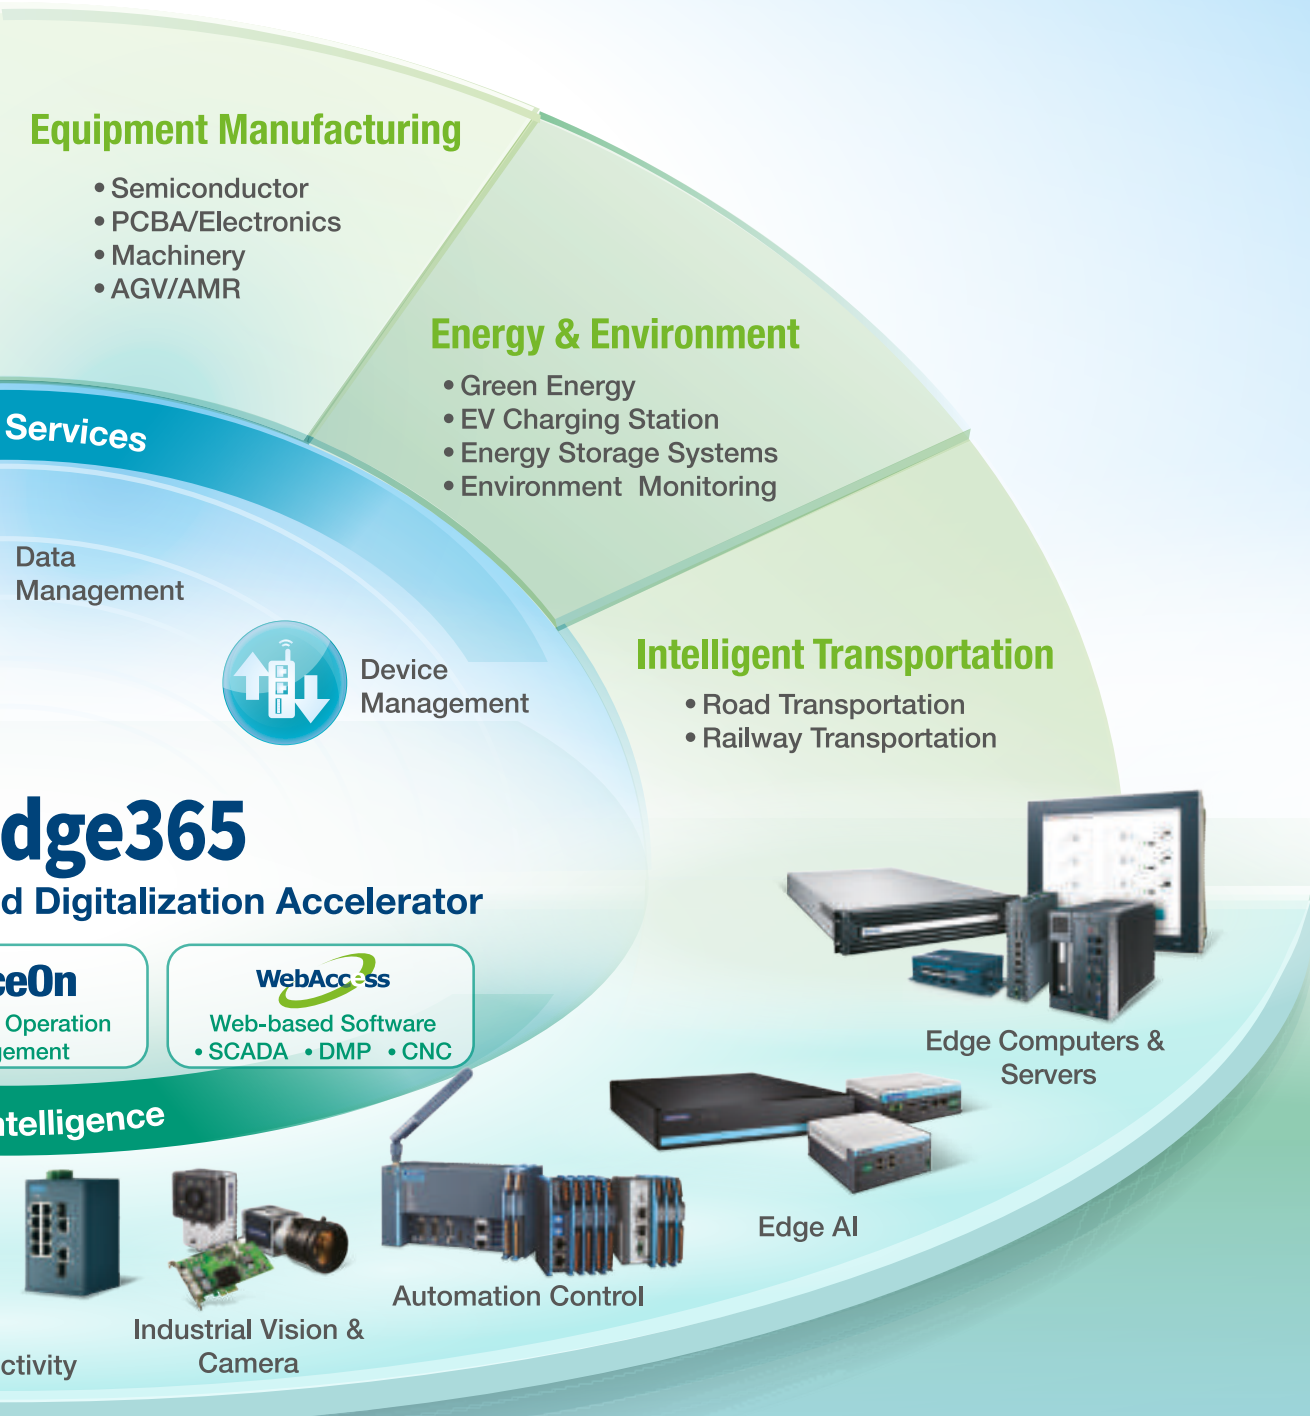 Equipment Manufacturing
• Semiconductor
• PCBA/Electronics
• Machinery
• AGV/AMR
Energy & Environment
• Green Energy
• EV Charging Station
• Energy Storage Systems
• Environment Monitoring
Services
Data
Management
Device
Management
Intelligent Transportation
• Road Transportation
• Railway Transportation
dge365
d Digitalization Accelerator
ceOn
Operation
gement
WebAccess
Web-based Software
• SCADA • DMP • CNC
ntelligence
Edge Computers &
Servers
Edge AI
Automation Control
Industrial Vision &
Camera
ctivity